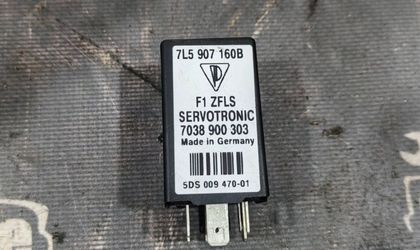 7L5 907 160B
F1 ZFLS
SERVOTRONIC
7038 900 303
Made in Germany
5DS 009 470-01